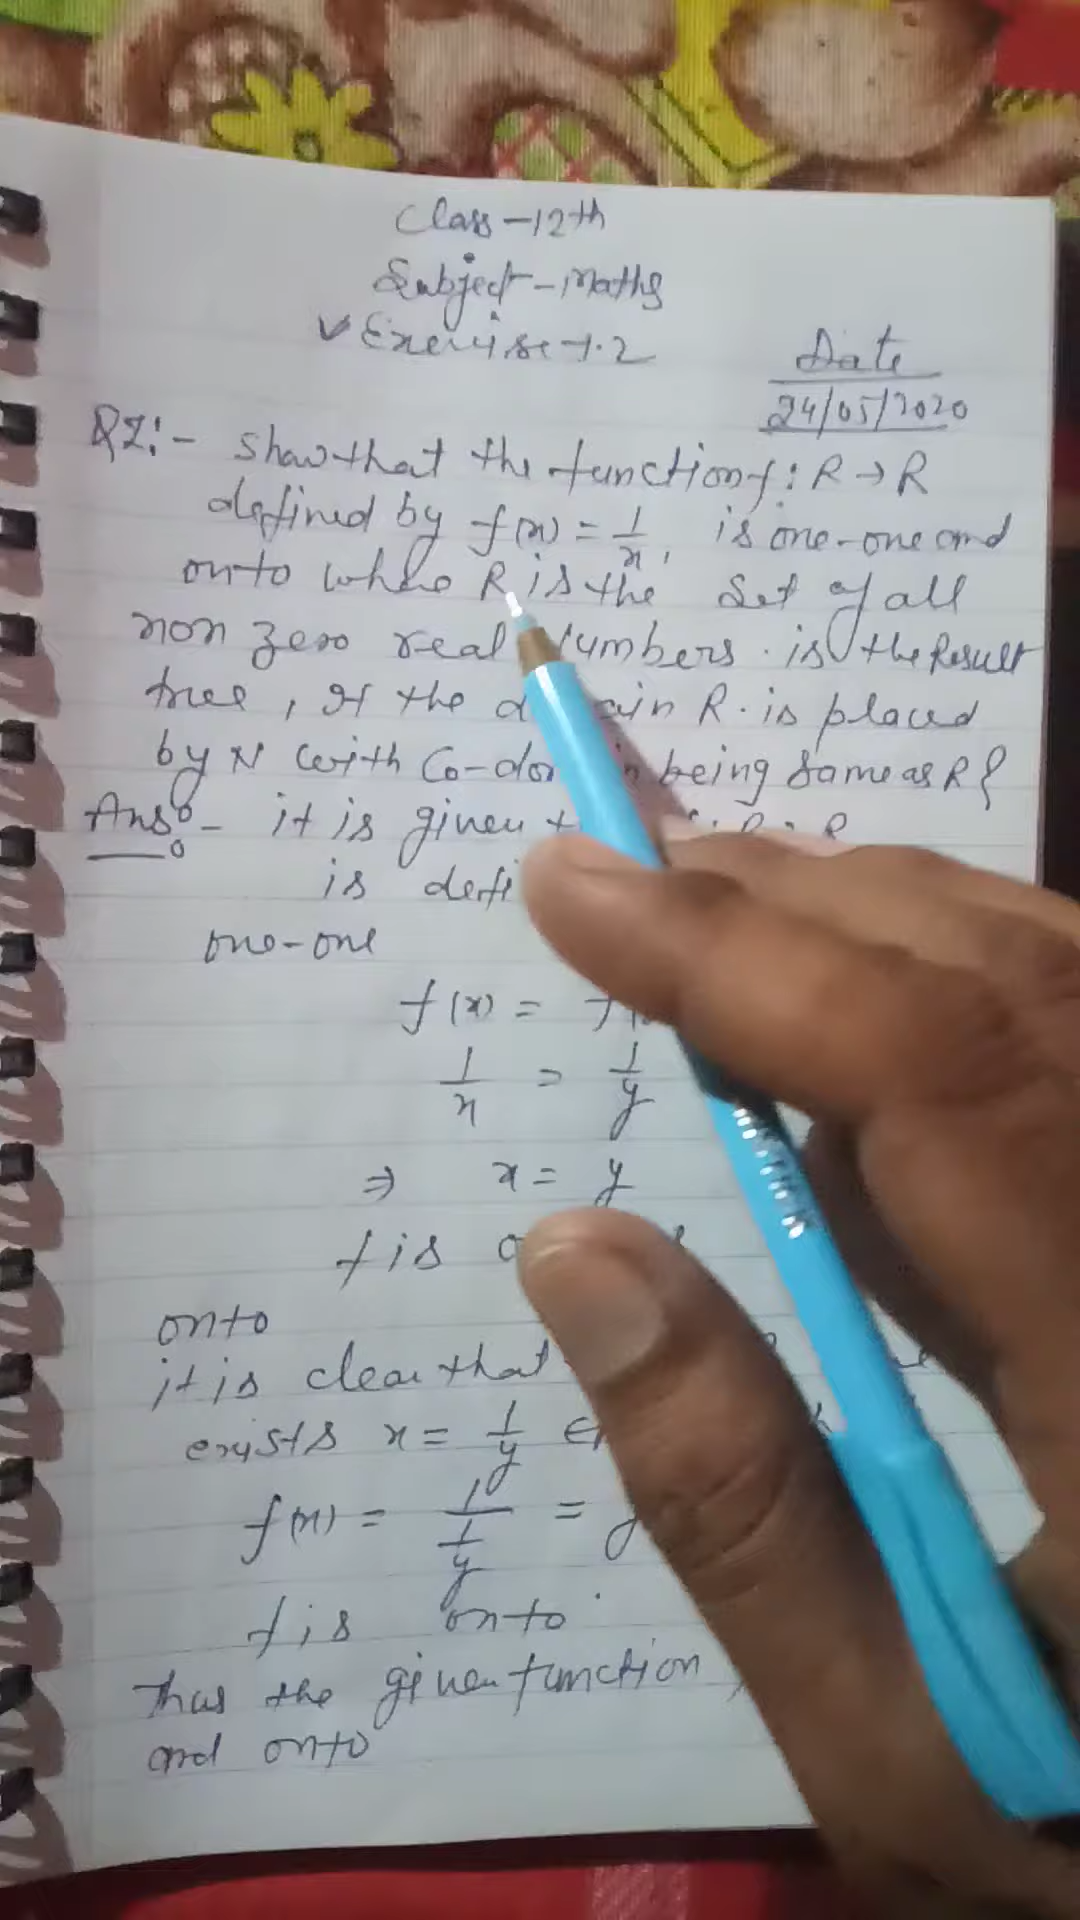 Class-12th
Subject-Maths
✓ Exercise-1.2
Date
24/05/2020
Q1:- show that the function f: R → R
defined by f(x) = 1/x, is one-one and
onto where R is the set of all
non zero real numbers. is the Result
true, if the domain R. is placed
by N with Co-domain being same as R {
Ans:- it is given
is defi
one-one
f(x) = f
1/x = 1/y
⇒ x = y
f is
onto
it is clear that
exists x = 1/y ∈
f(x) = 1/(1/y) = y
f is onto
thus the given function
and onto